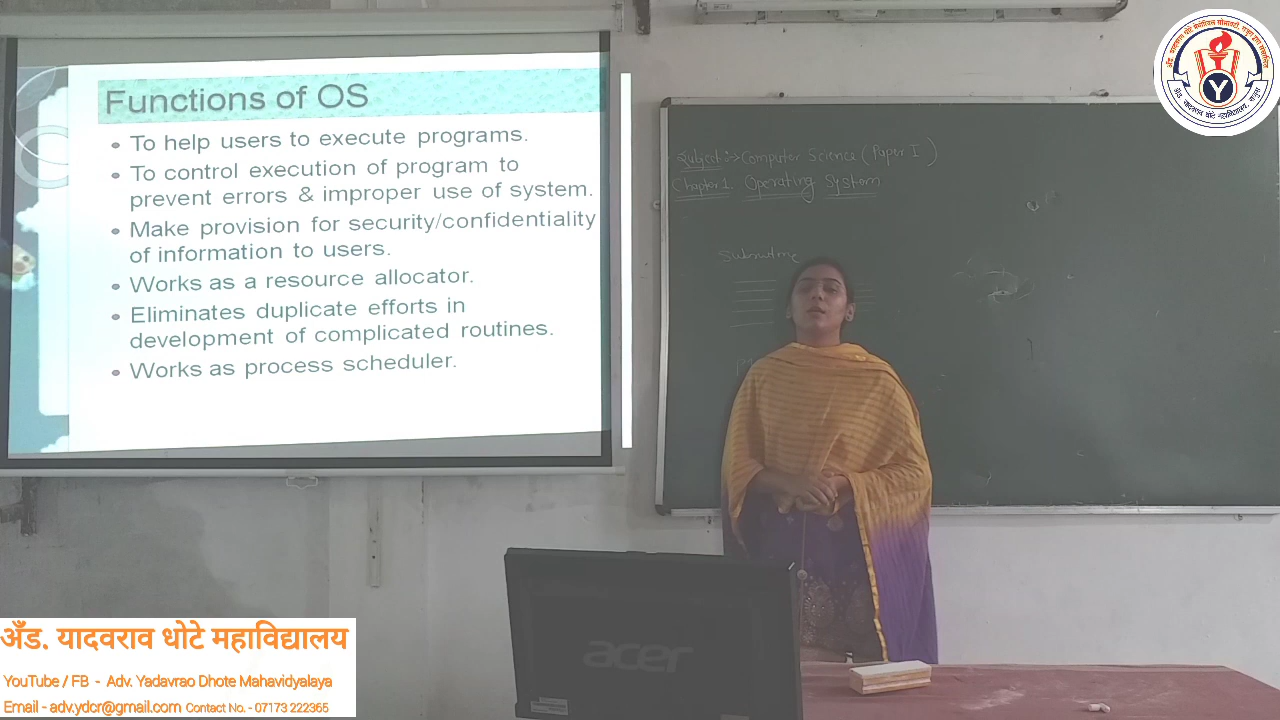 Functions of OS
To help users to execute programs.
To control execution of program to
prevent errors & improper use of system.
Make provision for security/confidentiality
of information to users.
Works as a resource allocator.
Eliminates duplicate efforts in
development of complicated routines.
Works as process scheduler.
Subject :-> Computer Science (Paper I)
Chapter 1. Operating System
Subroutine
acer
Y
अँड. यादवराव धोटे महाविद्यालय
YouTube / FB - Adv. Yadavrao Dhote Mahavidyalaya
Email - adv.ydcr@gmail.com Contact No. - 07173 222365